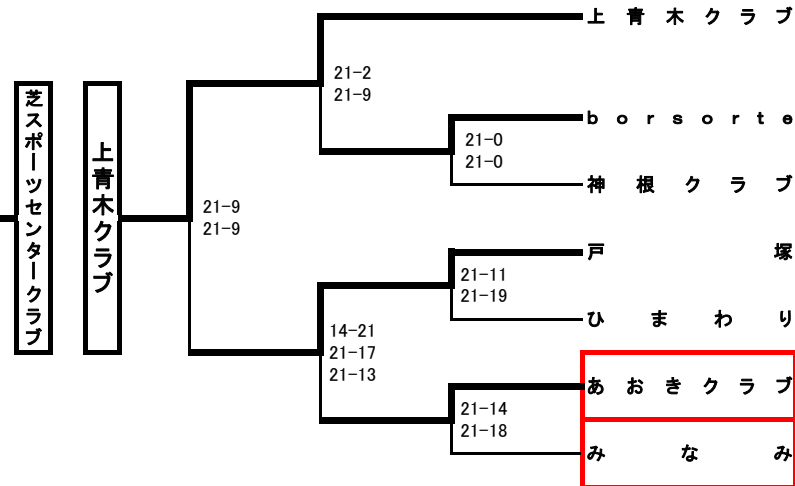 芝スポーツセンタークラブ
上青木クラブ
上青木クラブ
21-2
21-9
borsorte
21-0
21-0
神根クラブ
21-9
21-9
戸塚
21-11
21-19
ひまわり
14-21
21-17
21-13
あおきクラブ
21-14
21-18
みなみ